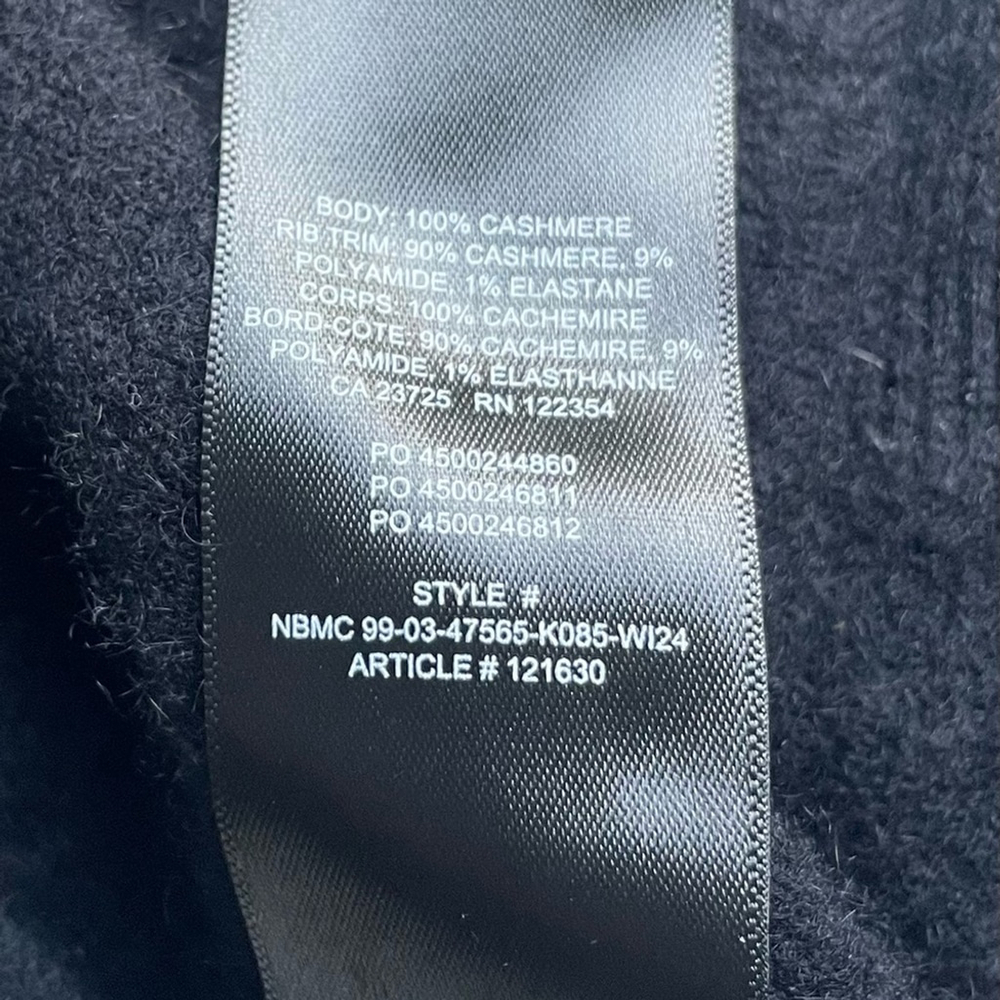 BODY: 100% CASHMERE
RIB TRIM: 90% CASHMERE, 9%
POLYAMIDE, 1% ELASTANE
CORPS: 100% CACHEMIRE
BORD-COTE: 90% CACHEMIRE, 9%
POLYAMIDE, 1% ELASTHANNE
CA 23725 RN 122354
PO 4500244860
PO 4500246811
PO 4500246812
STYLE #
NBMC 99-03-47565-K085-WI24
ARTICLE # 121630